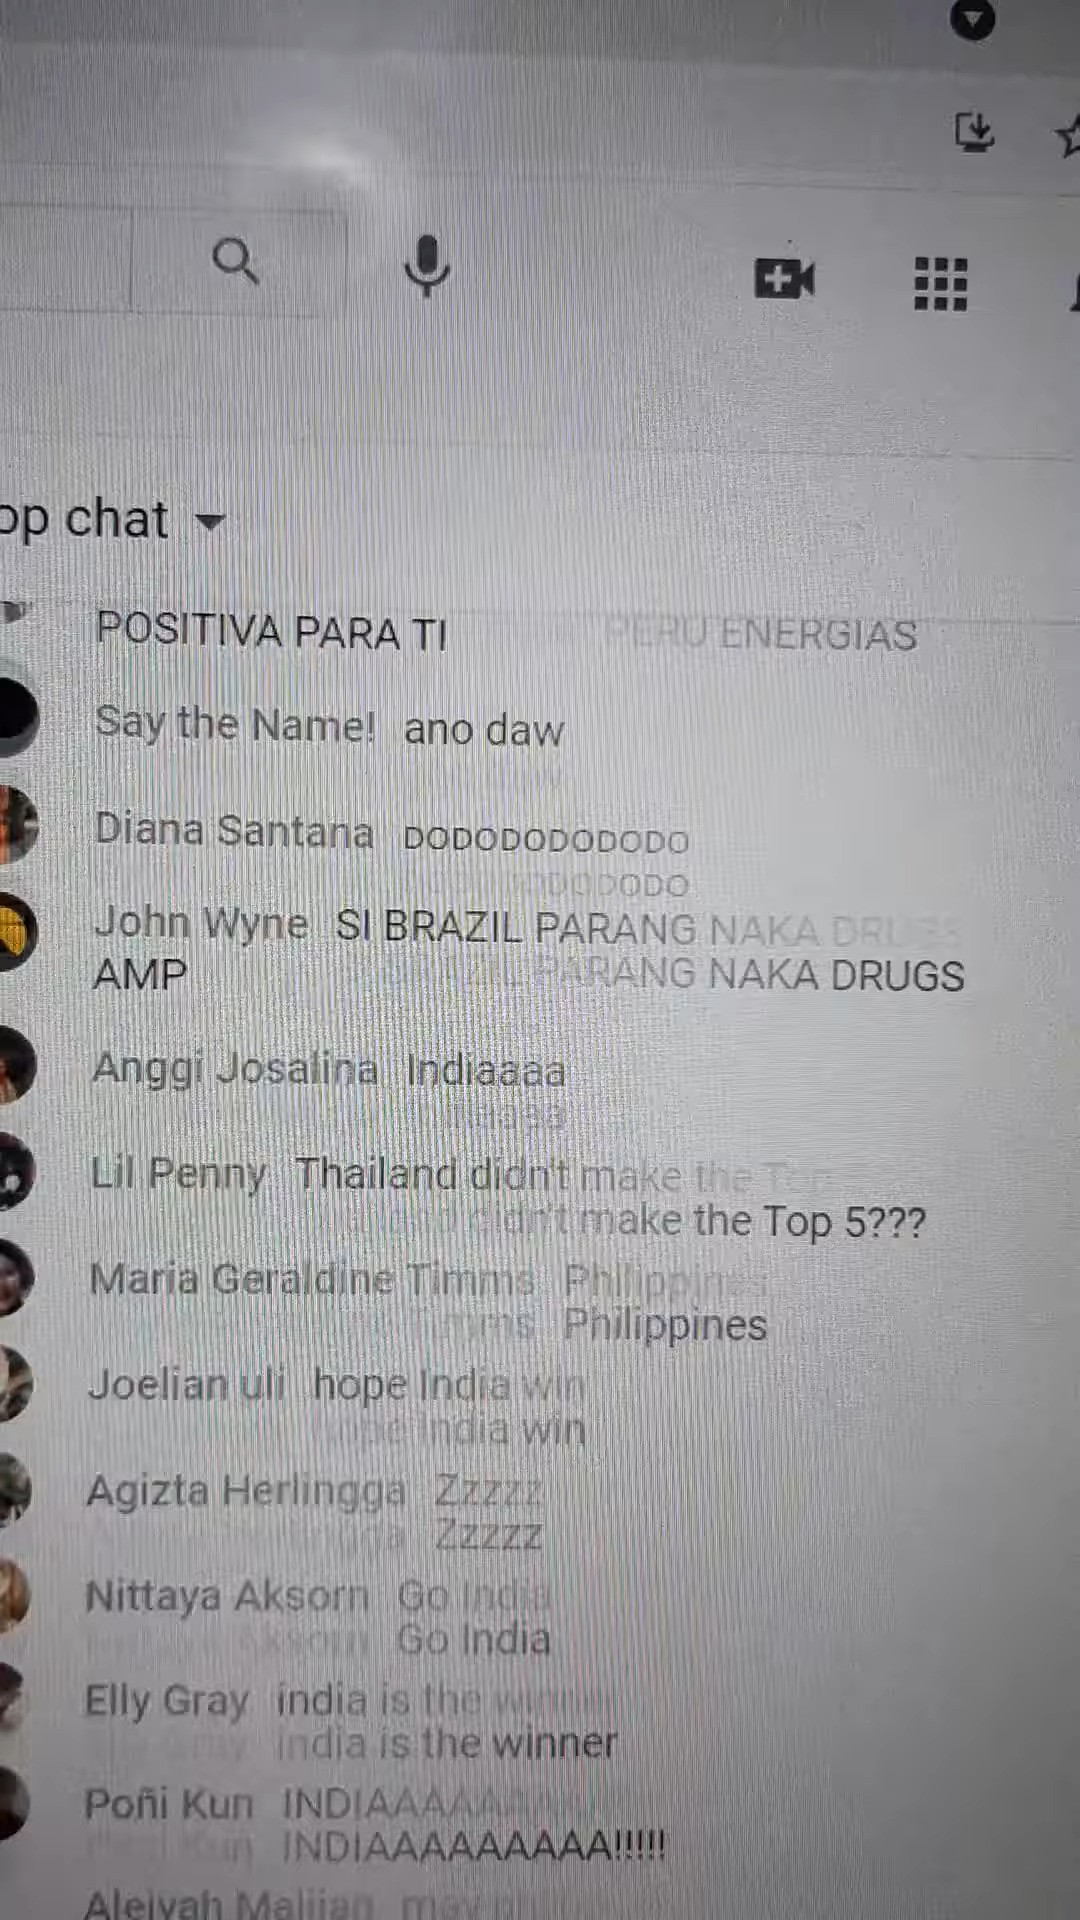 op chat
PERU ENERGIAS
POSITIVA PARA TI
Say the Name! ano daw
Diana Santana DODODODODODO
John Wyne SI BRAZIL PARANG NAKA DRUGS
AMP
Anggi Josalina Indiaaaa
Lil Penny Thailand didn't make the Top 5???
Maria Geraldine Timms Philippines
Joelian uli hope India win
Agizta Herlingga Zzzzz
Nittaya Aksorn Go India
Elly Gray india is the winner
Poñi Kun INDIAAAAAAAAAA!!!!!
may